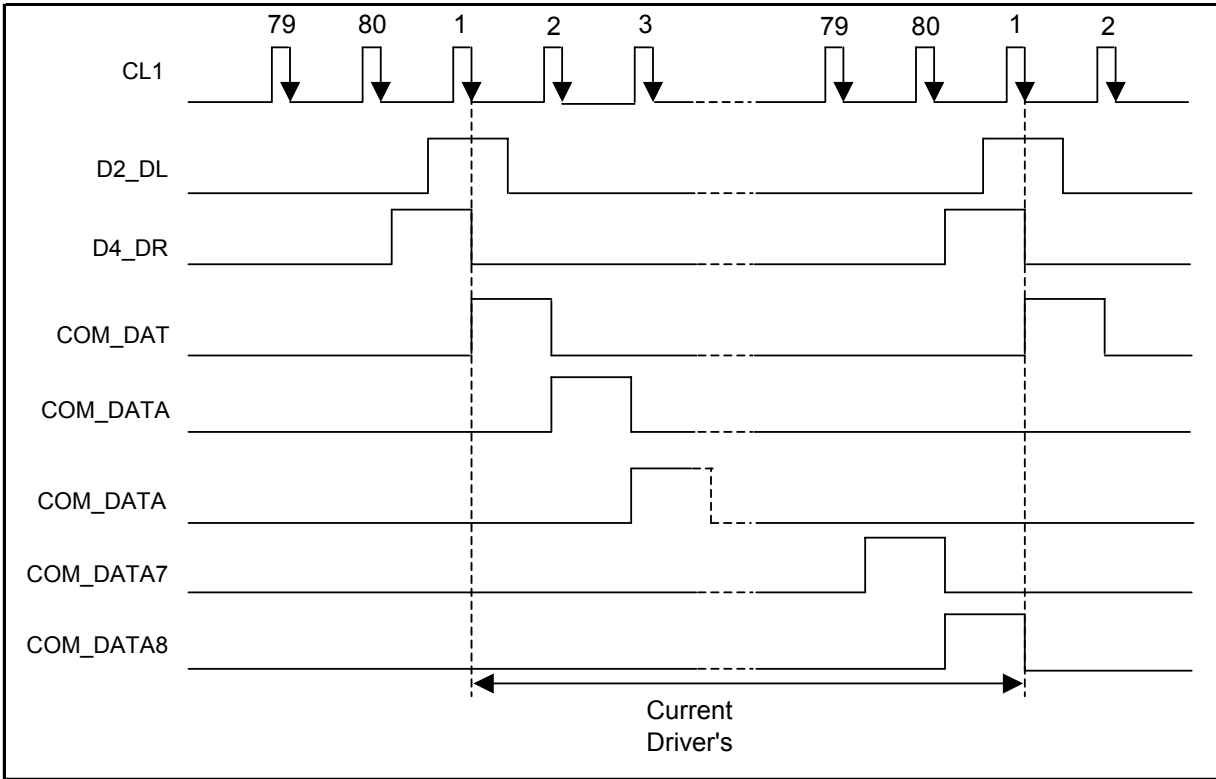 79 80 1 2 3 79 80 1 2
CL1
D2_DL
D4_DR
COM_DAT
COM_DATA
COM_DATA
COM_DATA7
COM_DATA8
Current
Driver's